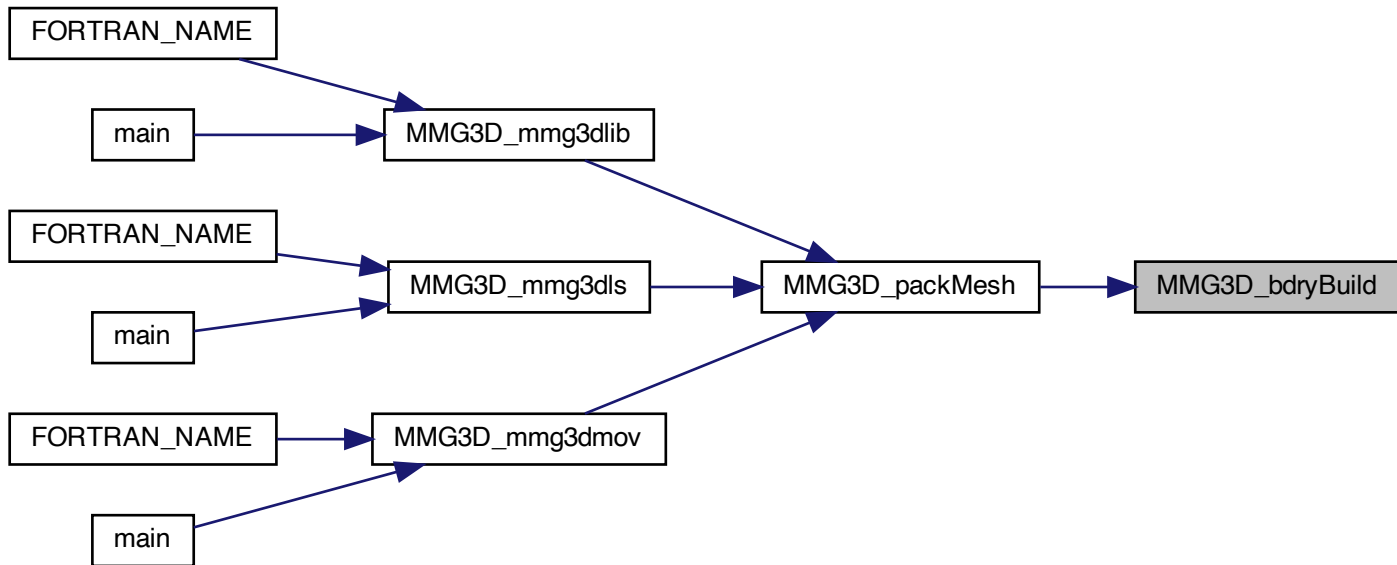 FORTRAN_NAME
main
MMG3D_mmg3dlib
FORTRAN_NAME
MMG3D_mmg3dls
MMG3D_packMesh
MMG3D_bdryBuild
main
FORTRAN_NAME
MMG3D_mmg3dmov
main